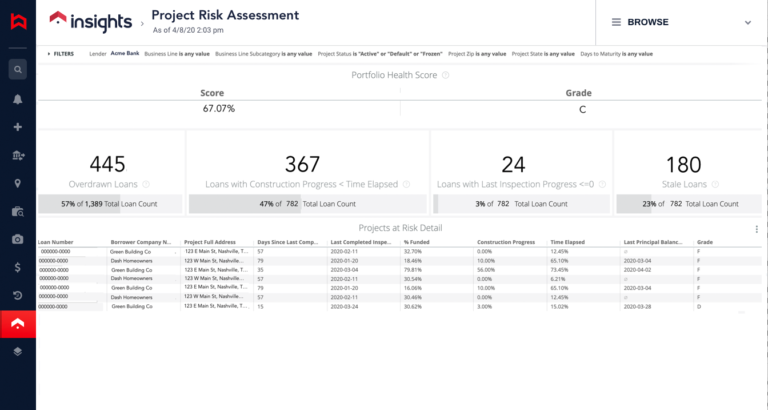 insights
Project Risk Assessment
As of 4/8/20 2:03 pm
BROWSE
FILTERS Lender Acme Bank Business Line is any value Business Line Subcategory is any value Project Status is "Active" or "Default" or "Frozen" Project Zip is any value Project State is any value Days to Maturity is any value
Portfolio Health Score
Score Grade
67.07% C
445 367 24 180
Overdrawn Loans Loans with Construction Progress < Time Elapsed Loans with Last Inspection Progress <=0 Stale Loans
57% of 1,389 Total Loan Count 47% of 782 Total Loan Count 3% of 782 Total Loan Count 23% of 782 Total Loan Count
Projects at Risk Detail
Loan Number Borrower Company N... Project Full Address Days Since Last Comp... Last Completed Inspe... % Funded Construction Progress Time Elapsed Last Principal Balanc... Grade
000000-0000 Green Building Co 123 E Main St, Nashville, T... 57 2020-02-11 32.70% 0.00% 12.45% ∅ F
000000-0000 Dash Homeowners 123 W Main St, Nashville... 79 2020-01-20 18.46% 10.00% 65.10% 2020-03-04 F
000000-0000 Green Building Co 123 E Main St, Nashville, T... 35 2020-03-04 79.81% 56.00% 73.45% 2020-04-02 F
000000-0000 Dash Homeowners 123 W Main St, Nashville... 57 2020-02-11 30.54% 0.00% 6.21% ∅ F
000000-0000 Green Building Co 123 E Main St, Nashville, T... 79 2020-01-20 16.06% 10.00% 65.10% 2020-03-04 F
000000-0000 Dash Homeowners 123 W Main St, Nashville... 57 2020-02-11 30.46% 0.00% 12.45% ∅ F
000000-0000 Green Building Co 123 E Main St, Nashville, T... 15 2020-03-24 30.62% 3.00% 15.02% 2020-03-28 D